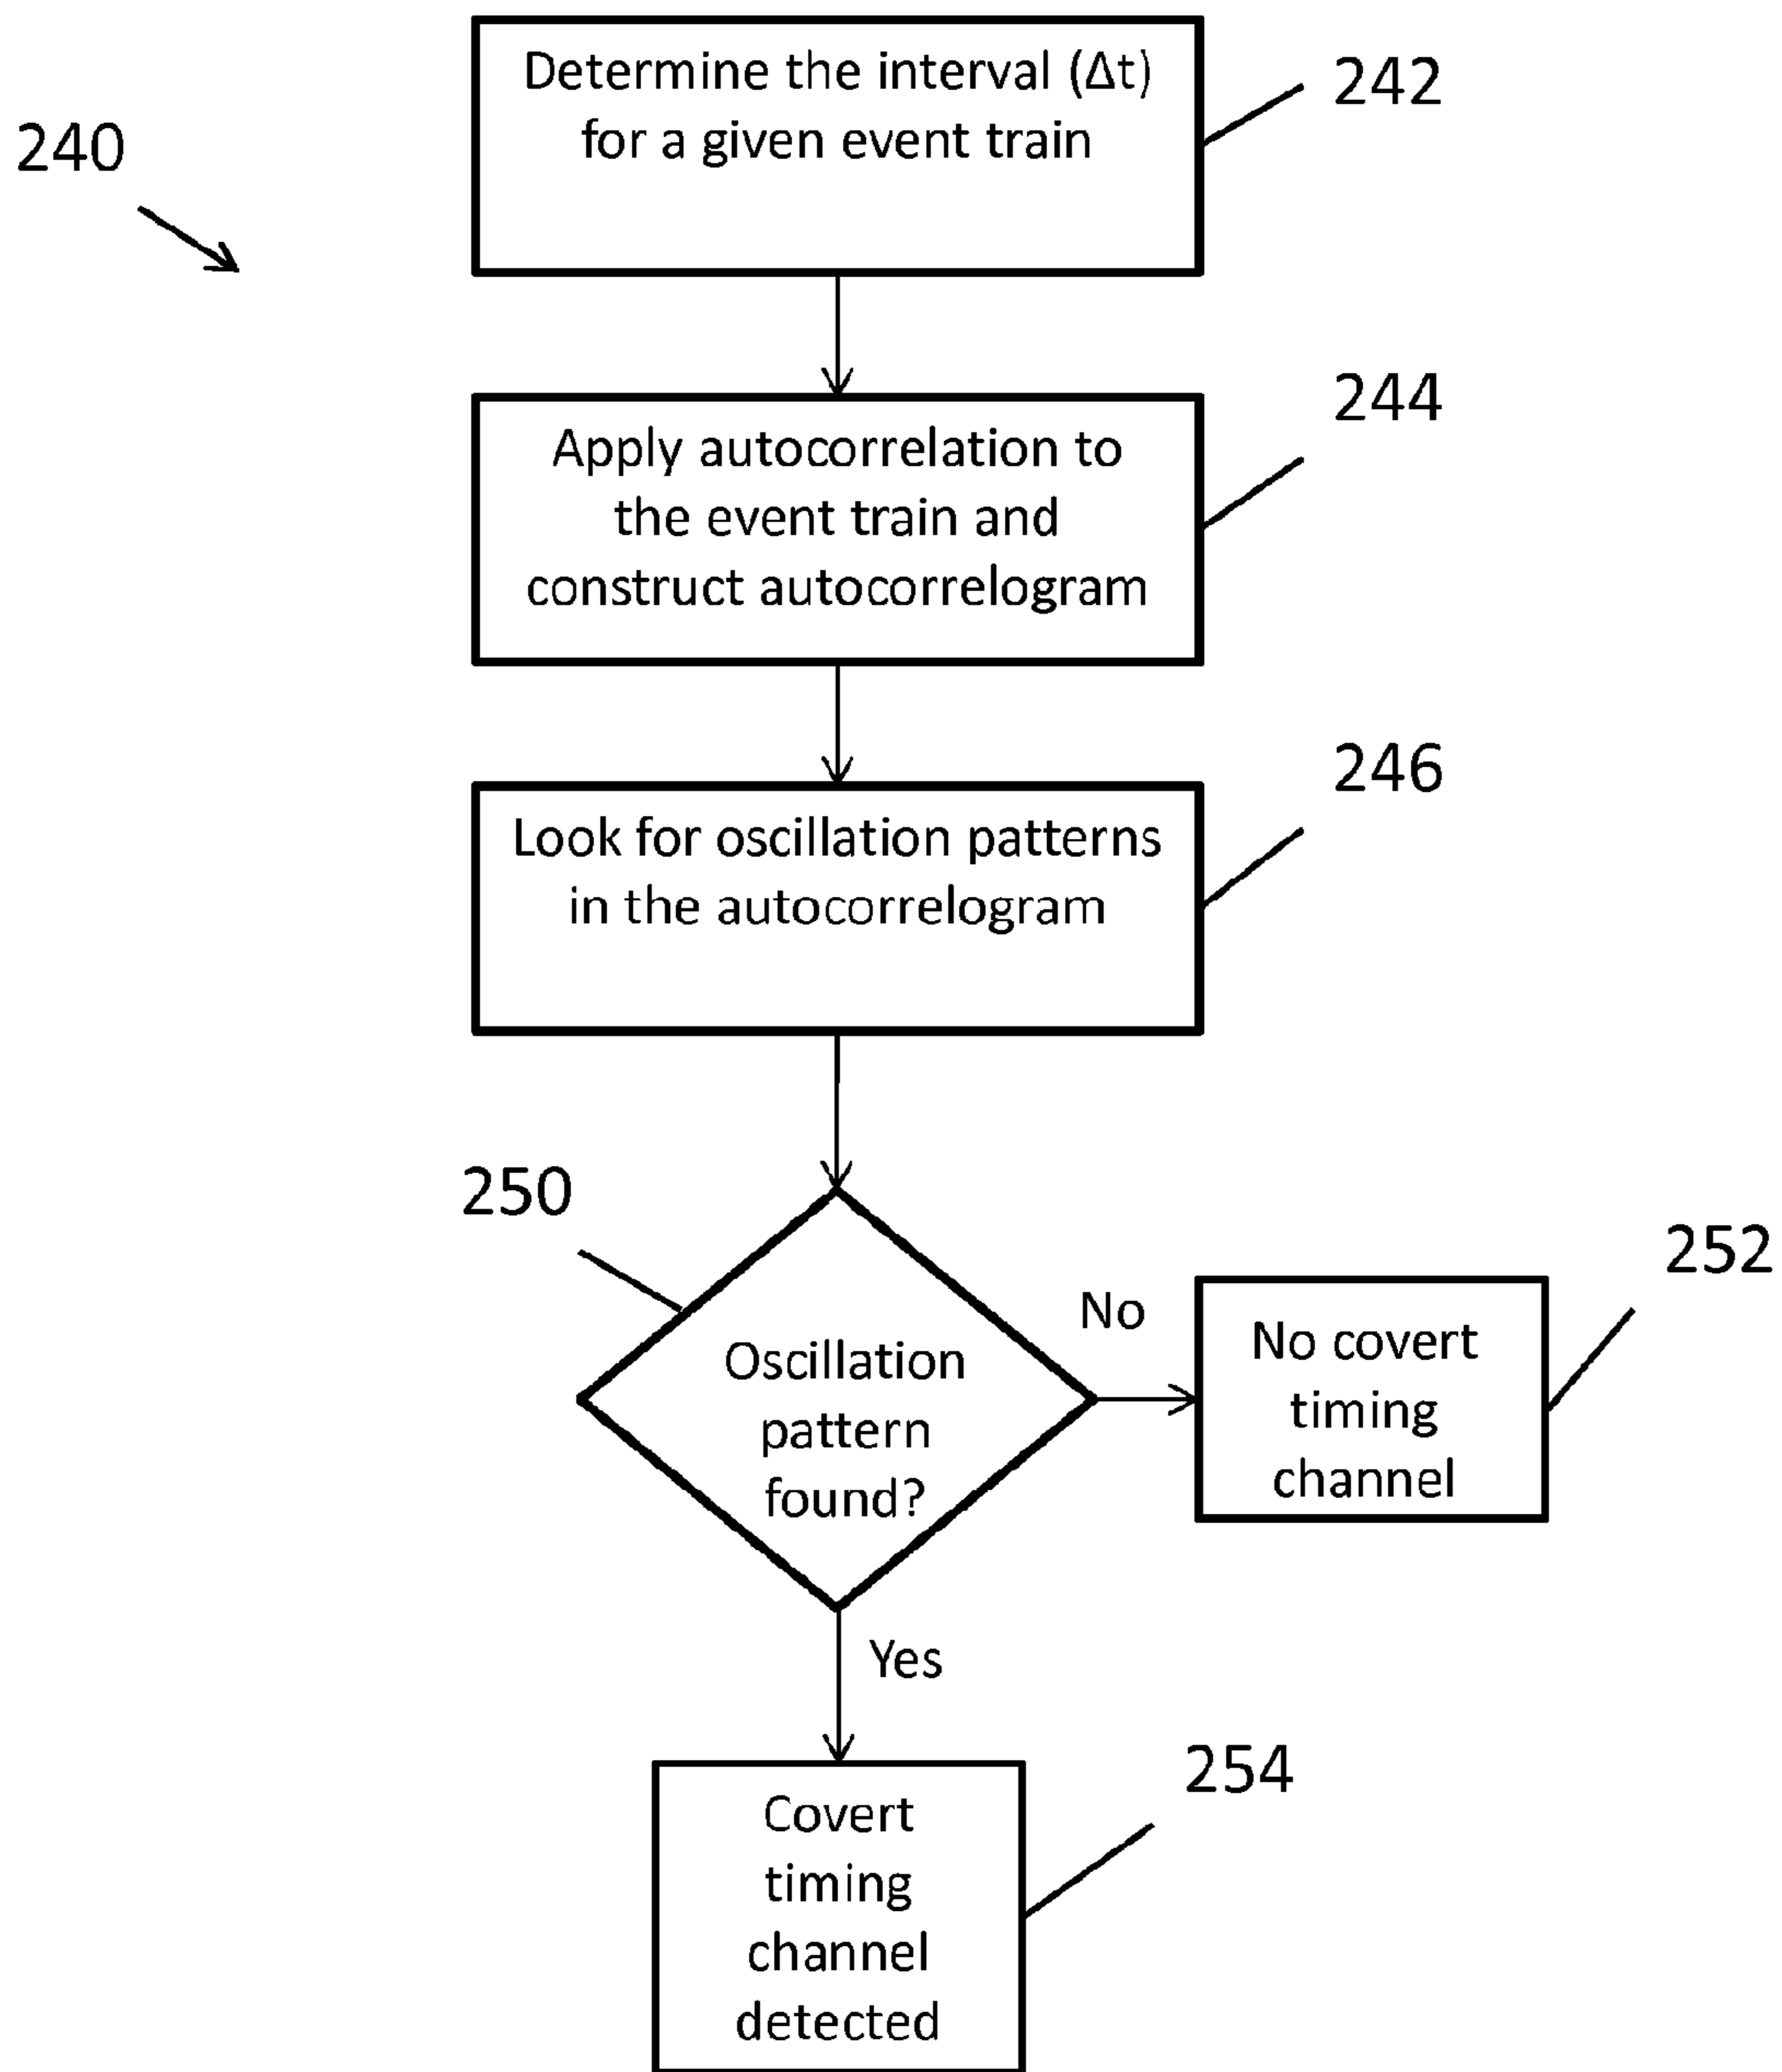 240
Determine the interval (Δt)
for a given event train
242
Apply autocorrelation to
the event train and
construct autocorrelogram
244
Look for oscillation patterns
in the autocorrelogram
246
250
Oscillation
pattern
found?
No
No covert
timing
channel
252
Yes
Covert
timing
channel
detected
254